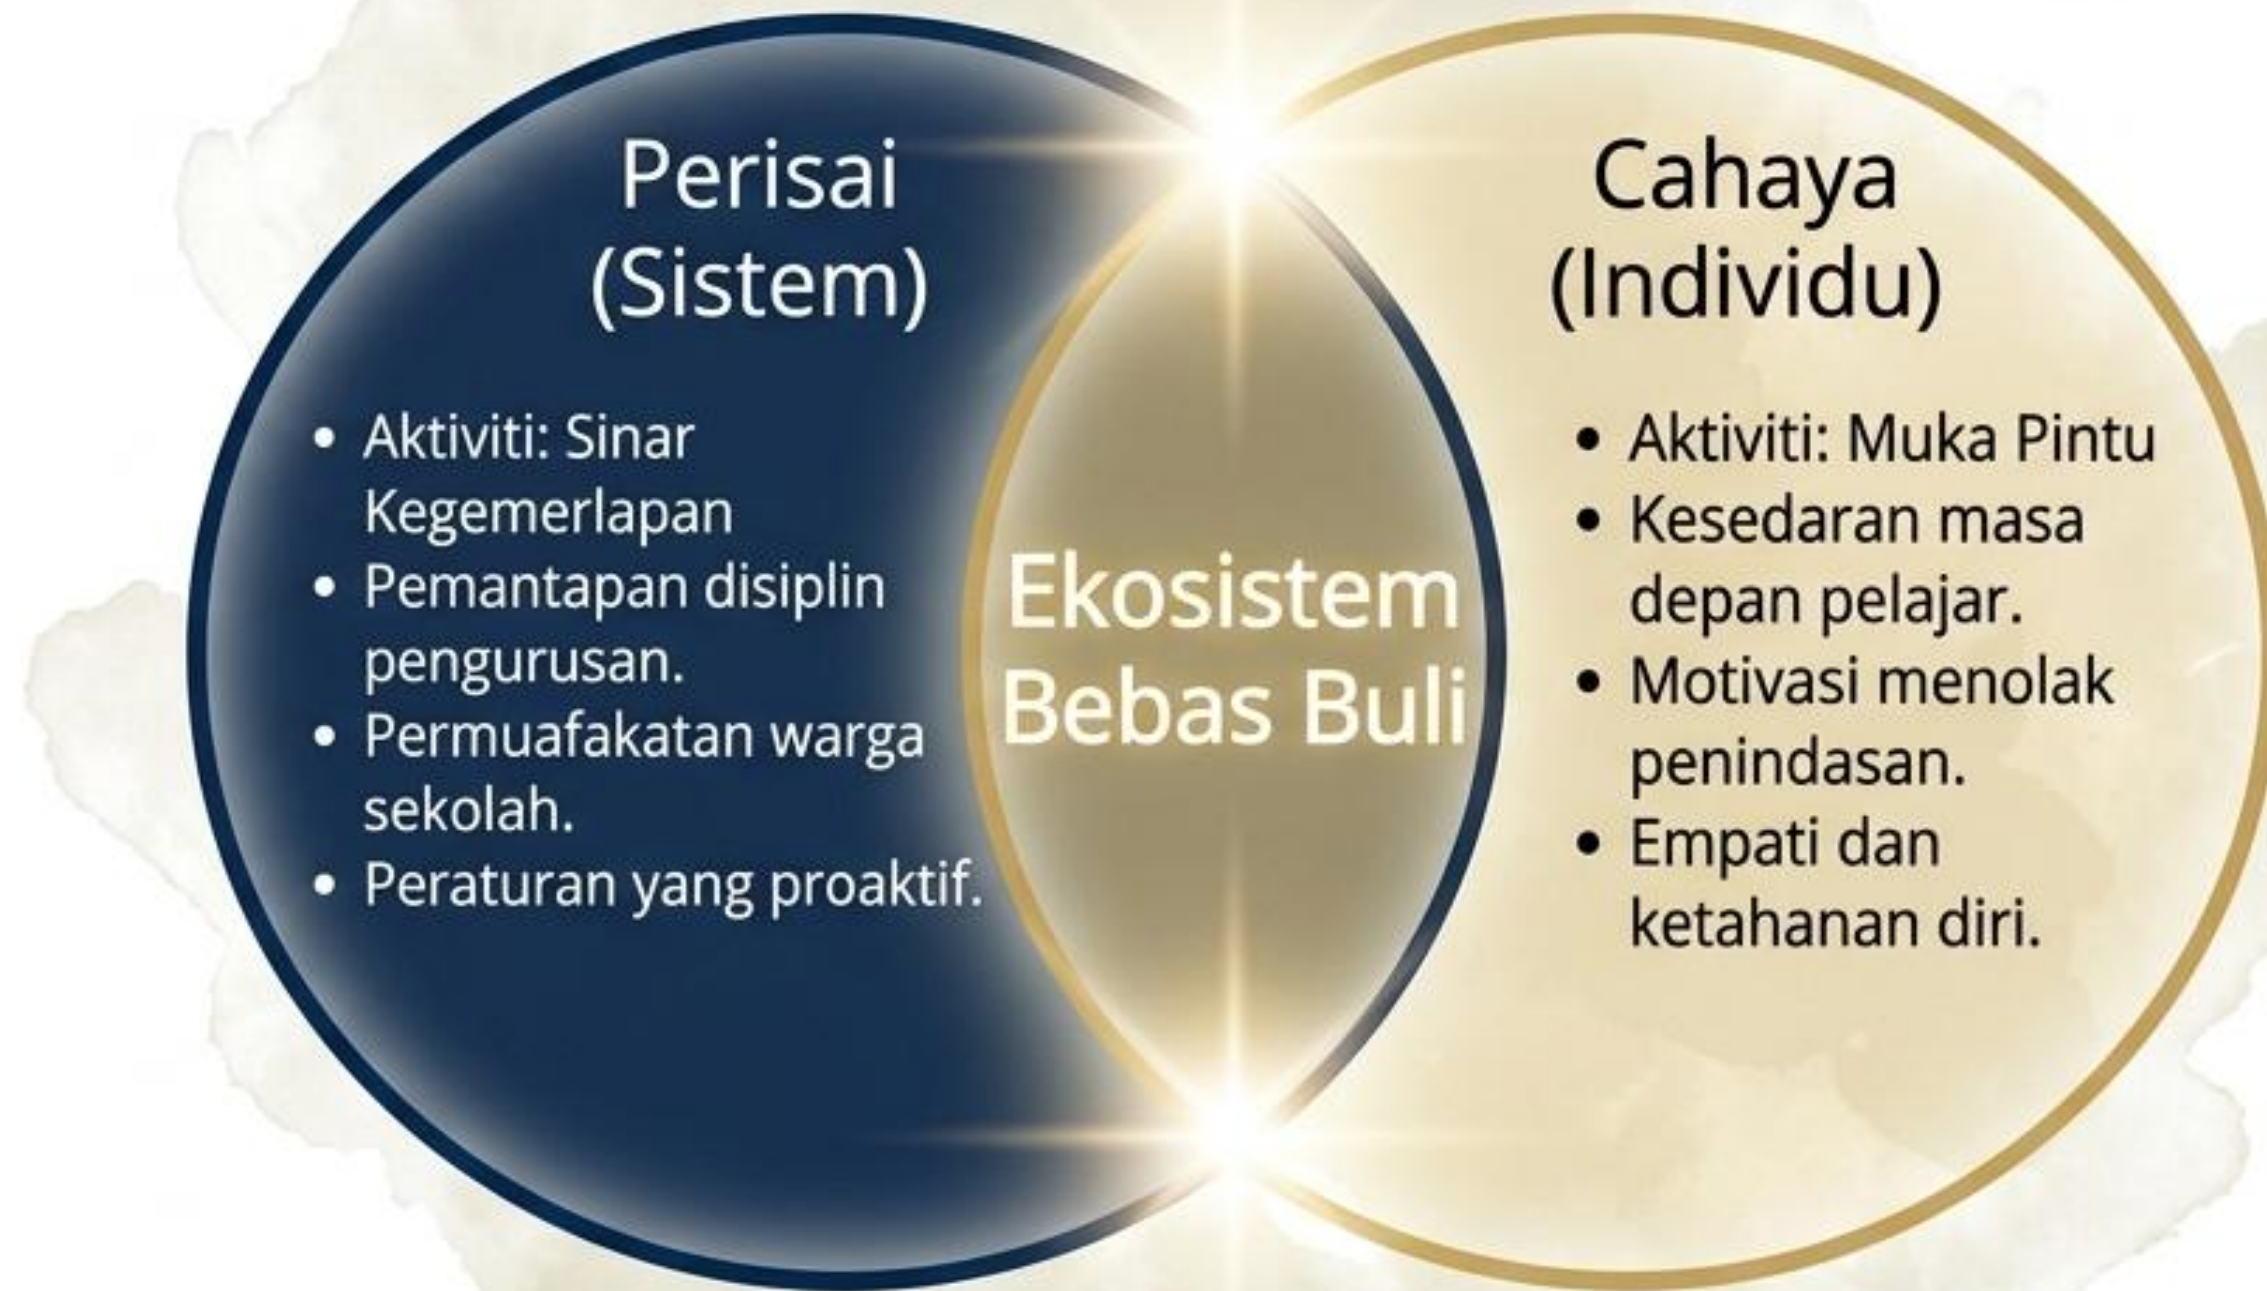 Perisai
(Sistem)
• Aktiviti: Sinar
Kegemerlapan
• Pemantapan disiplin
pengurusan.
• Permuafakatan warga
sekolah.
• Peraturan yang proaktif.
Ekosistem
Bebas Buli
Cahaya
(Individu)
• Aktiviti: Muka Pintu
• Kesedaran masa
depan pelajar.
• Motivasi menolak
penindasan.
• Empati dan
ketahanan diri.